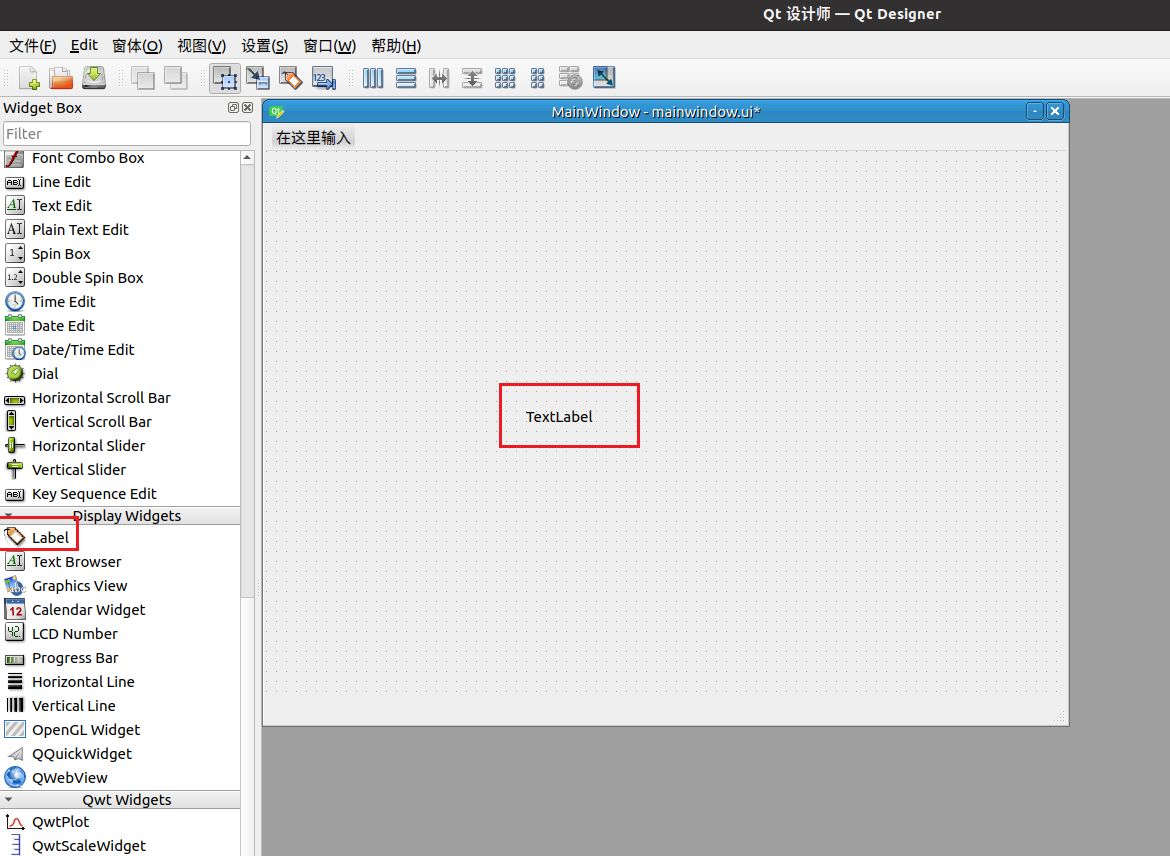 Qt 设计师 — Qt Designer
文件(F) Edit 窗体(O) 视图(V) 设置(S) 窗口(W) 帮助(H)
Widget Box
MainWindow - mainwindow.ui*
Filter
在这里输入
Font Combo Box
Line Edit
Text Edit
Plain Text Edit
Spin Box
Double Spin Box
Time Edit
Date Edit
Date/Time Edit
Dial
Horizontal Scroll Bar
Vertical Scroll Bar
TextLabel
Horizontal Slider
Vertical Slider
Key Sequence Edit
Display Widgets
Label
Text Browser
Graphics View
Calendar Widget
LCD Number
Progress Bar
Horizontal Line
Vertical Line
OpenGL Widget
QQuickWidget
QWebView
Qwt Widgets
QwtPlot
QwtScaleWidget